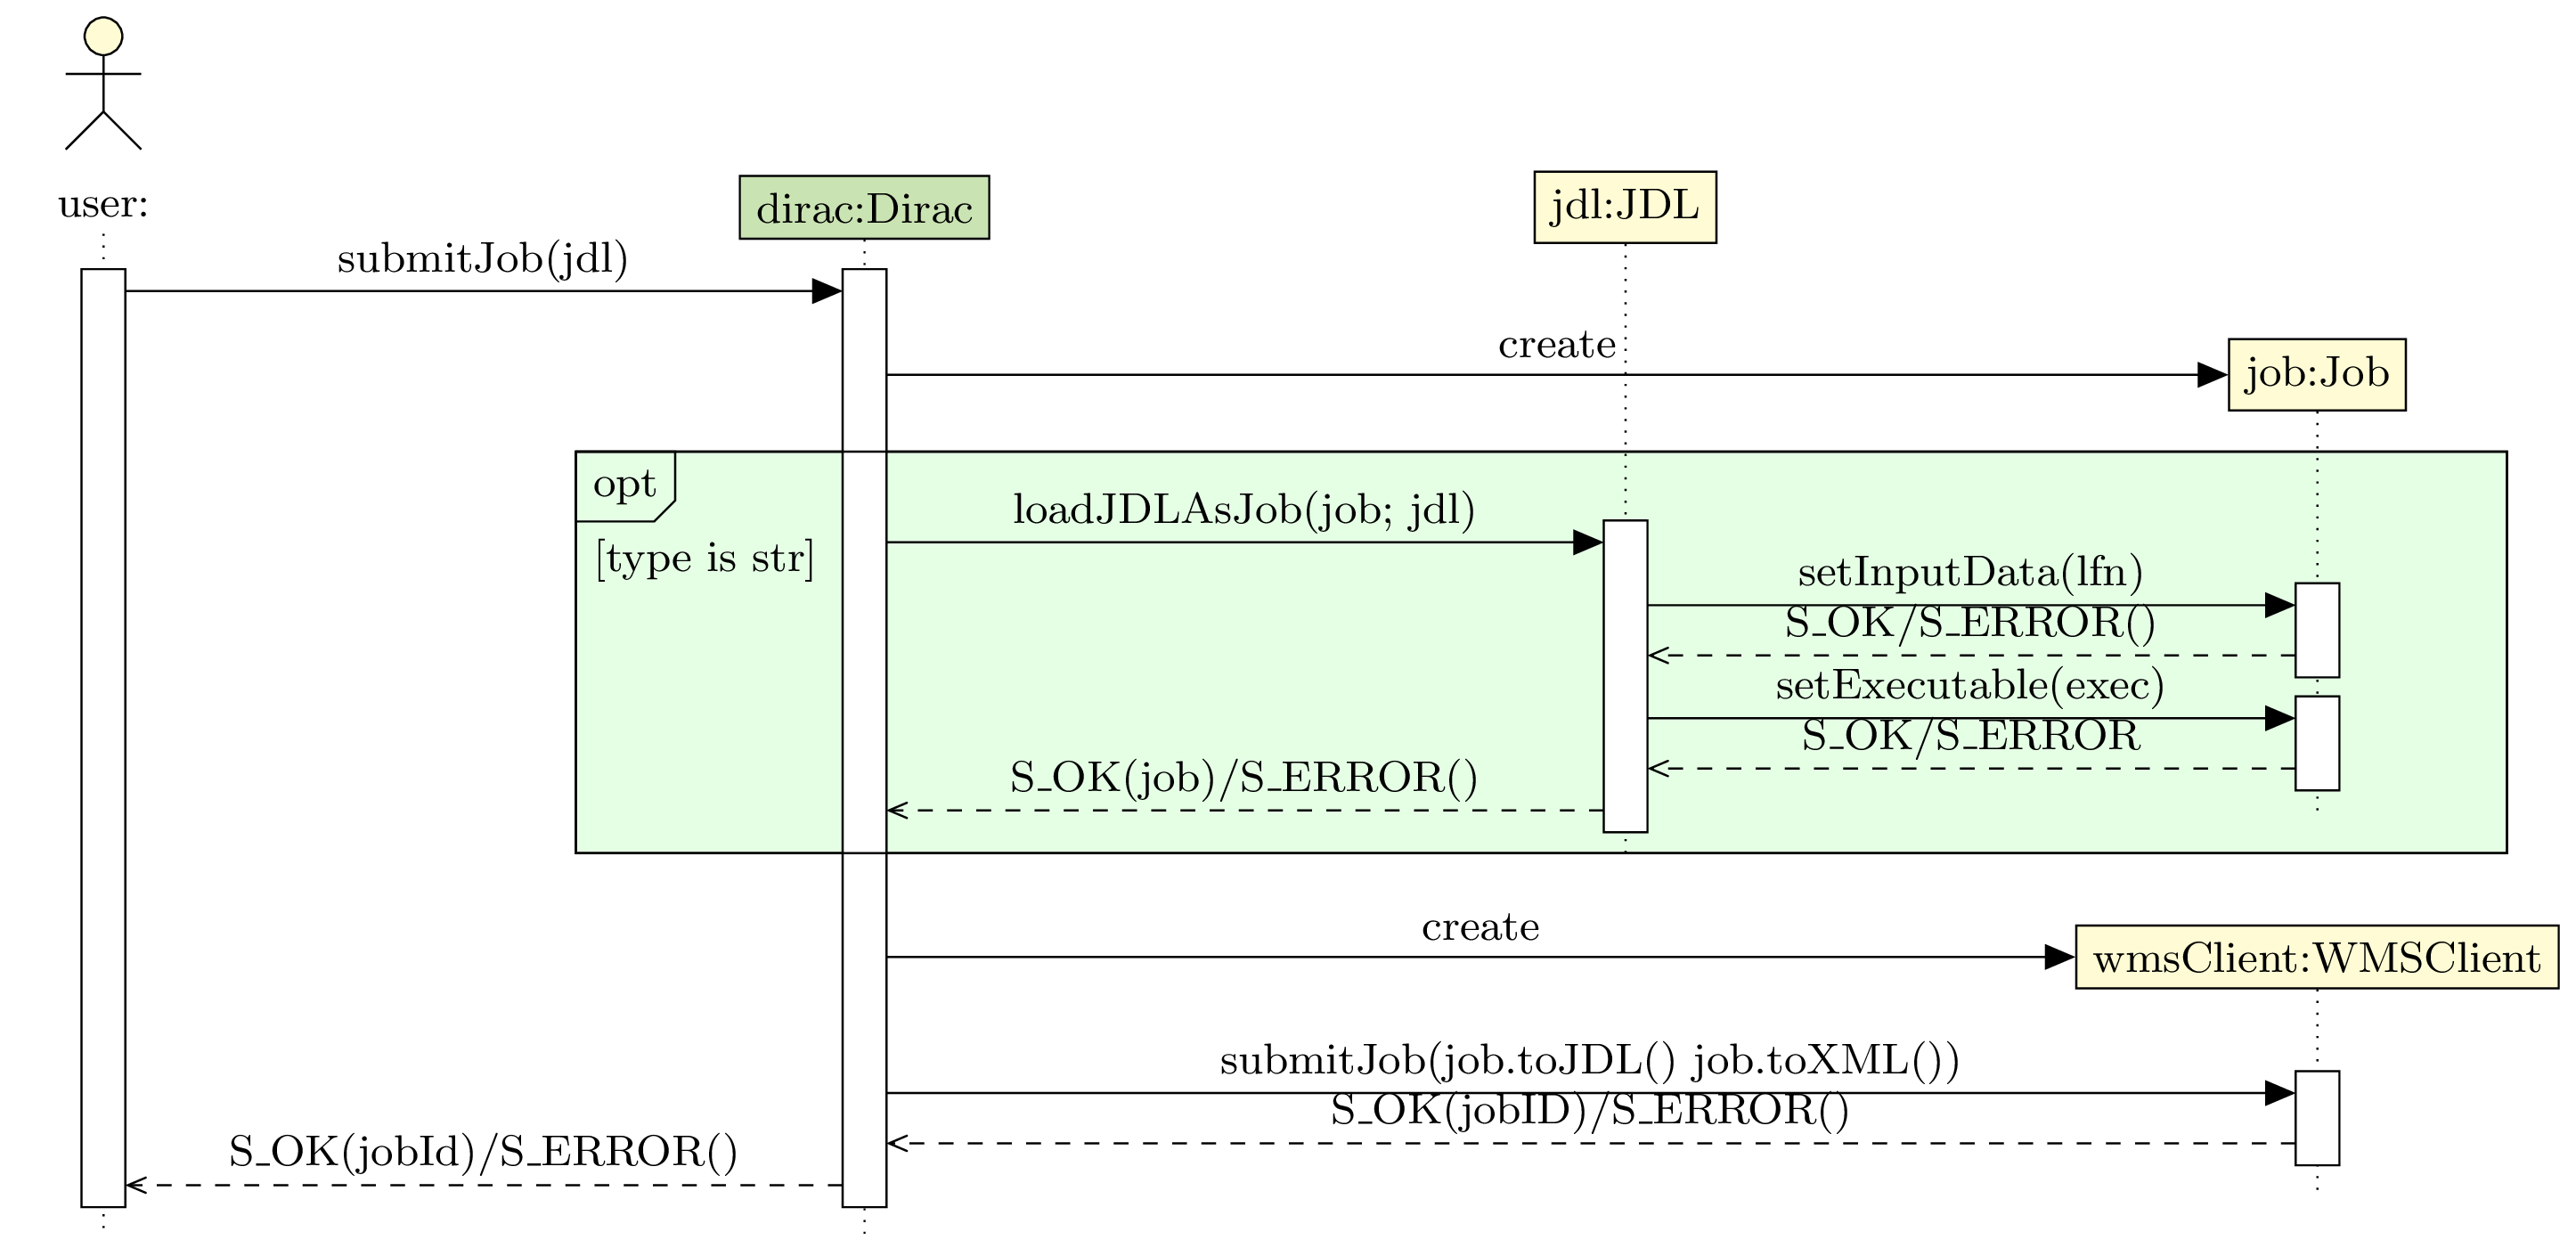 user:
dirac:Dirac
jdl:JDL
submitJob(jdl)
create
job:Job
opt
loadJDLAsJob(job; jdl)
[type is str]
setInputData(lfn)
S_OK/S_ERROR()
setExecutable(exec)
S_OK/S_ERROR
S_OK(job)/S_ERROR()
create
wmsClient:WMSClient
submitJob(job.toJDL() job.toXML())
S_OK(jobID)/S_ERROR()
S_OK(jobId)/S_ERROR()